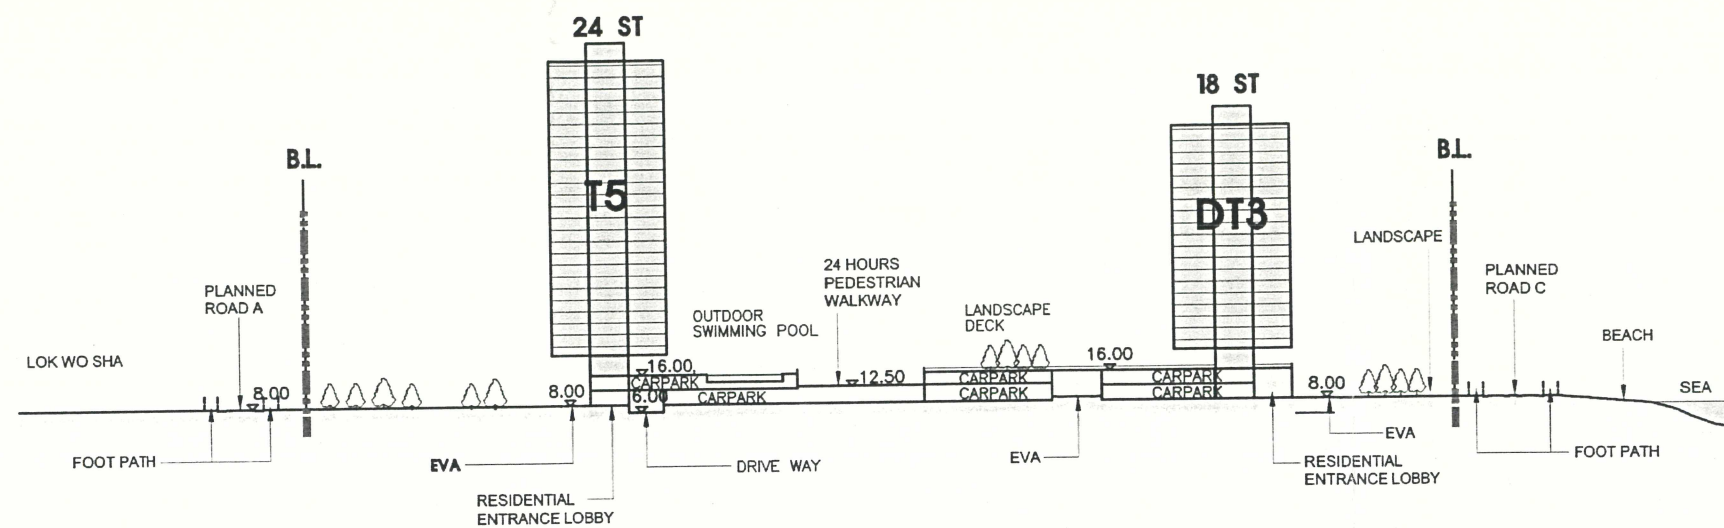 24 ST
18 ST
B.L.
B.L.
T5
DT3
LANDSCAPE
24 HOURS
PEDESTRIAN
WALKWAY
PLANNED
ROAD C
PLANNED
ROAD A
OUTDOOR
SWIMMING POOL
LANDSCAPE
DECK
BEACH
LOK WO SHA
16.00
16.00
CARPARK
12.50
CARPARK
CARPARK
8.00
SEA
8.00
8.00
6.00
CARPARK
CARPARK
CARPARK
EVA
FOOT PATH
EVA
DRIVE WAY
EVA
RESIDENTIAL
ENTRANCE LOBBY
FOOT PATH
RESIDENTIAL
ENTRANCE LOBBY